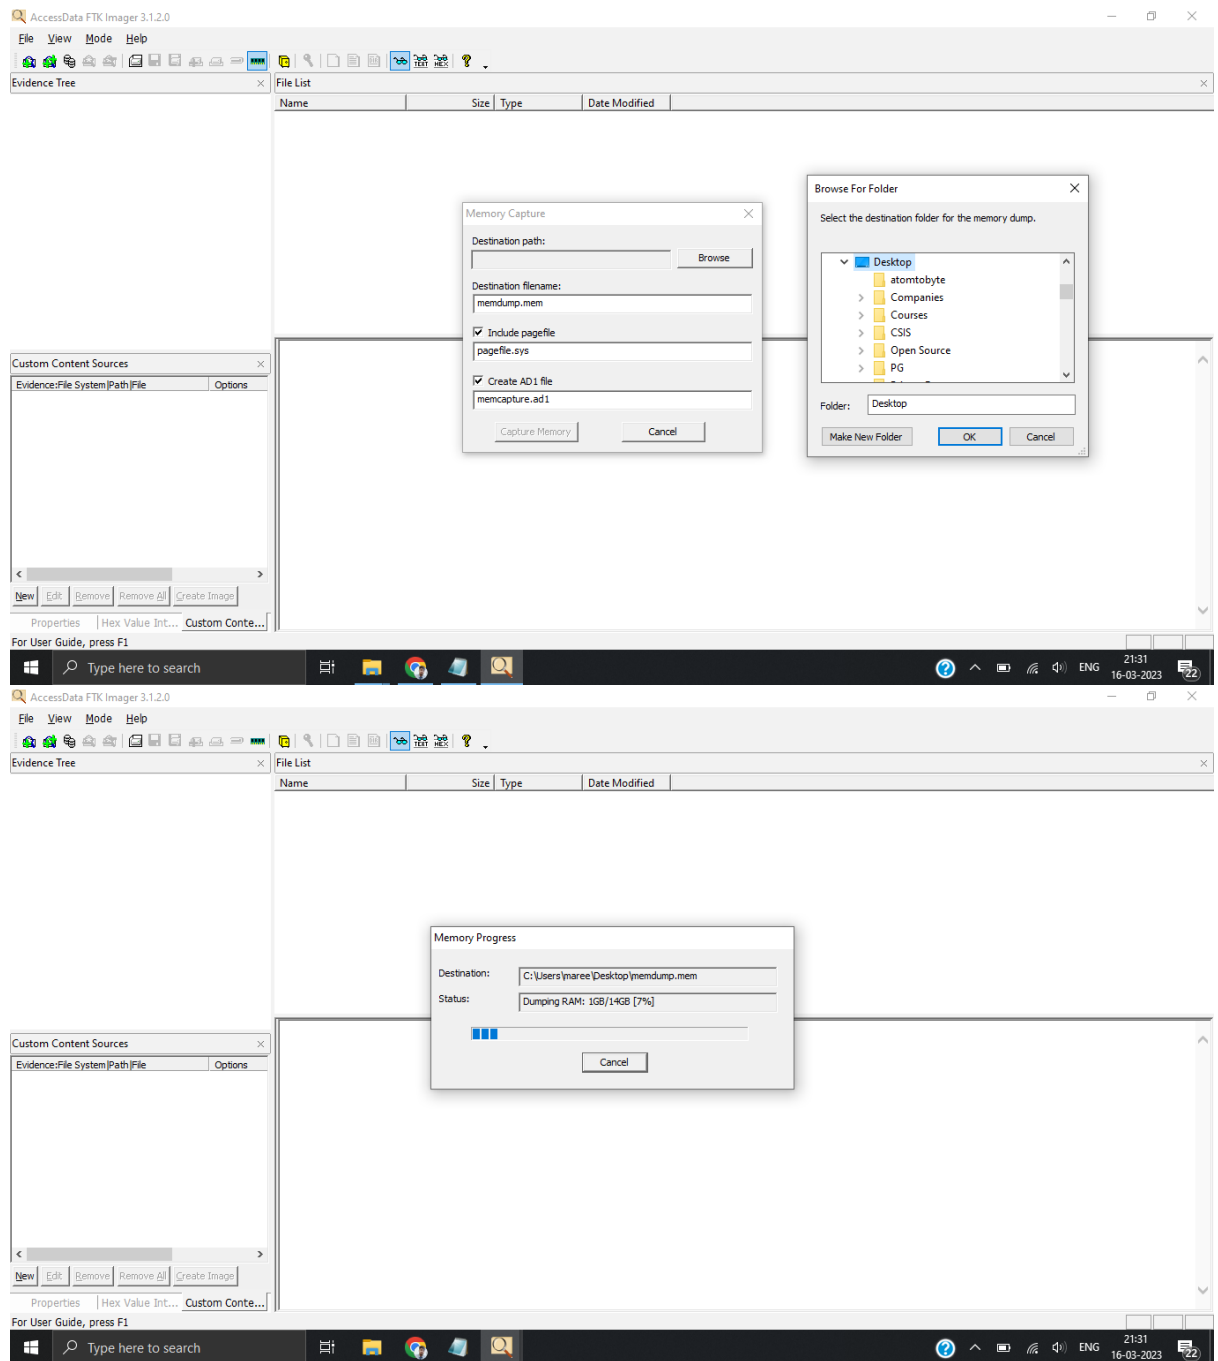 AccessData FTK Imager 3.1.2.0
File View Mode Help
Evidence Tree
File List
Name Size Type Date Modified
Memory Capture
Destination path:
Browse
Destination filename:
memdump.mem
Include pagefile
pagefile.sys
Create AD1 file
memcapture.ad1
Capture Memory Cancel
Browse For Folder
Select the destination folder for the memory dump.
Desktop
atomtobyte
Companies
Courses
CSIS
Open Source
PG
Folder: Desktop
Make New Folder OK Cancel
Custom Content Sources
Evidence:File System|Path|File Options
New Edit Remove Remove All Create Image
Properties Hex Value Int... Custom Conte...
For User Guide, press F1
Type here to search
ENG
21:31
16-03-2023
22
AccessData FTK Imager 3.1.2.0
File View Mode Help
Evidence Tree
File List
Name Size Type Date Modified
Memory Progress
Destination: C:\Users\maree\Desktop\memdump.mem
Status: Dumping RAM: 1GB/14GB [7%]
Cancel
Custom Content Sources
Evidence:File System|Path|File Options
New Edit Remove Remove All Create Image
Properties Hex Value Int... Custom Conte...
For User Guide, press F1
Type here to search
ENG
21:31
16-03-2023
22